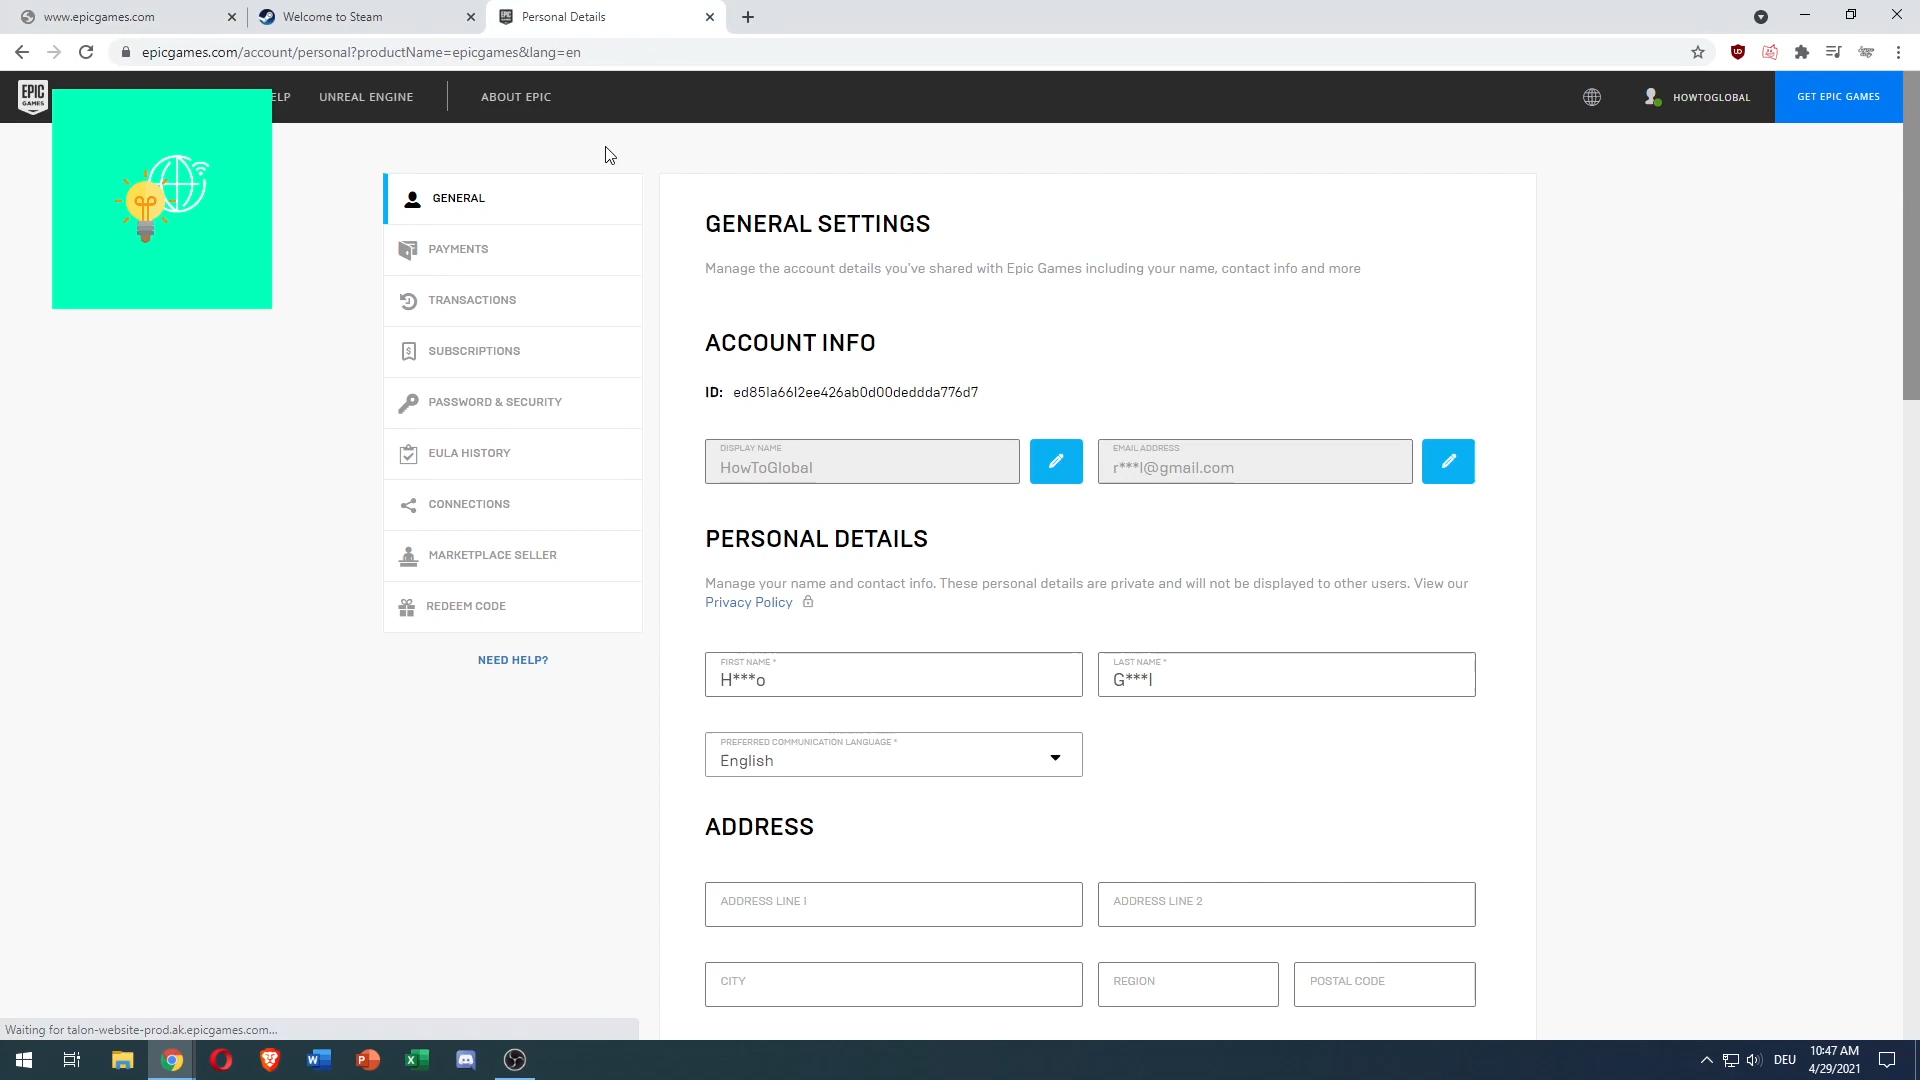 www.epicgames.com
Welcome to Steam
Personal Details
epicgames.com/account/personal?productName=epicgames&lang=en
EPIC
GAMES
ELP
UNREAL ENGINE
ABOUT EPIC
HOWTOGLOBAL
GET EPIC GAMES
GENERAL
PAYMENTS
TRANSACTIONS
SUBSCRIPTIONS
PASSWORD & SECURITY
EULA HISTORY
CONNECTIONS
MARKETPLACE SELLER
REDEEM CODE
NEED HELP?
GENERAL SETTINGS
Manage the account details you've shared with Epic Games including your name, contact info and more
ACCOUNT INFO
ID: ed851a6612ee426ab0d00deddda776d7
DISPLAY NAME
HowToGlobal
EMAIL ADDRESS
r***l@gmail.com
PERSONAL DETAILS
Manage your name and contact info. These personal details are private and will not be displayed to other users. View our
Privacy Policy
FIRST NAME *
H***o
LAST NAME *
G***l
PREFERRED COMMUNICATION LANGUAGE *
English
ADDRESS
ADDRESS LINE 1
ADDRESS LINE 2
CITY
REGION
POSTAL CODE
Waiting for talon-website-prod.ak.epicgames.com...
DEU
10:47 AM
4/29/2021